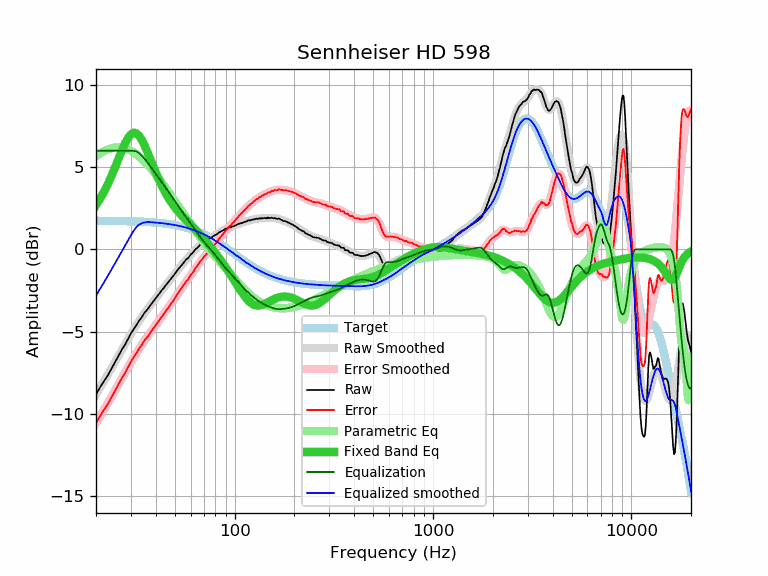 Sennheiser HD 598
Amplitude (dBr)
10
5
0
−5
−10
−15
Target
Raw Smoothed
Error Smoothed
Raw
Error
Parametric Eq
Fixed Band Eq
Equalization
Equalized smoothed
100
1000
10000
Frequency (Hz)